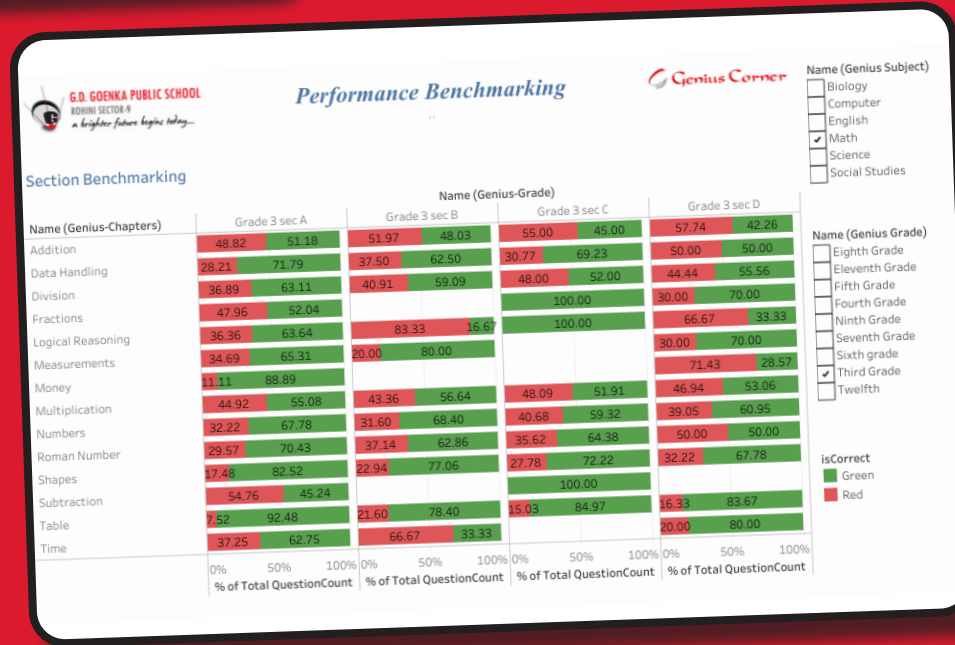 G.D. GOENKA PUBLIC SCHOOL
ROHINI SECTOR-9
a brighter future begins today...
Performance Benchmarking
..
Genius Corner
Section Benchmarking
Name (Genius-Grade)
Name (Genius-Chapters) Grade 3 sec A Grade 3 sec B Grade 3 sec C Grade 3 sec D
Addition 48.82 51.18 51.97 48.03 55.00 45.00 57.74 42.26
Data Handling 28.21 71.79 37.50 62.50 30.77 69.23 50.00 50.00
Division 36.89 63.11 40.91 59.09 48.00 52.00 44.44 55.56
Fractions 47.96 52.04 100.00 30.00 70.00
Logical Reasoning 36.36 63.64 83.33 16.67 100.00 66.67 33.33
Measurements 34.69 65.31 20.00 80.00 30.00 70.00
Money 11.11 88.89 71.43 28.57
Multiplication 44.92 55.08 43.36 56.64 48.09 51.91 46.94 53.06
Numbers 32.22 67.78 31.60 68.40 40.68 59.32 39.05 60.95
Roman Number 29.57 70.43 37.14 62.86 35.62 64.38 50.00 50.00
Shapes 17.48 82.52 22.94 77.06 27.78 72.22 32.22 67.78
Subtraction 54.76 45.24 100.00
Table 7.52 92.48 21.60 78.40 15.03 84.97 16.33 83.67
Time 37.25 62.75 66.67 33.33 20.00 80.00
0% 50% 100% 0% 50% 100% 0% 50% 100% 0% 50% 100%
% of Total QuestionCount % of Total QuestionCount % of Total QuestionCount % of Total QuestionCount
Name (Genius Subject)
Biology
Computer
English
Math
Science
Social Studies
Name (Genius Grade)
Eighth Grade
Eleventh Grade
Fifth Grade
Fourth Grade
Ninth Grade
Seventh Grade
Sixth grade
Third Grade
Twelfth
isCorrect
Green
Red